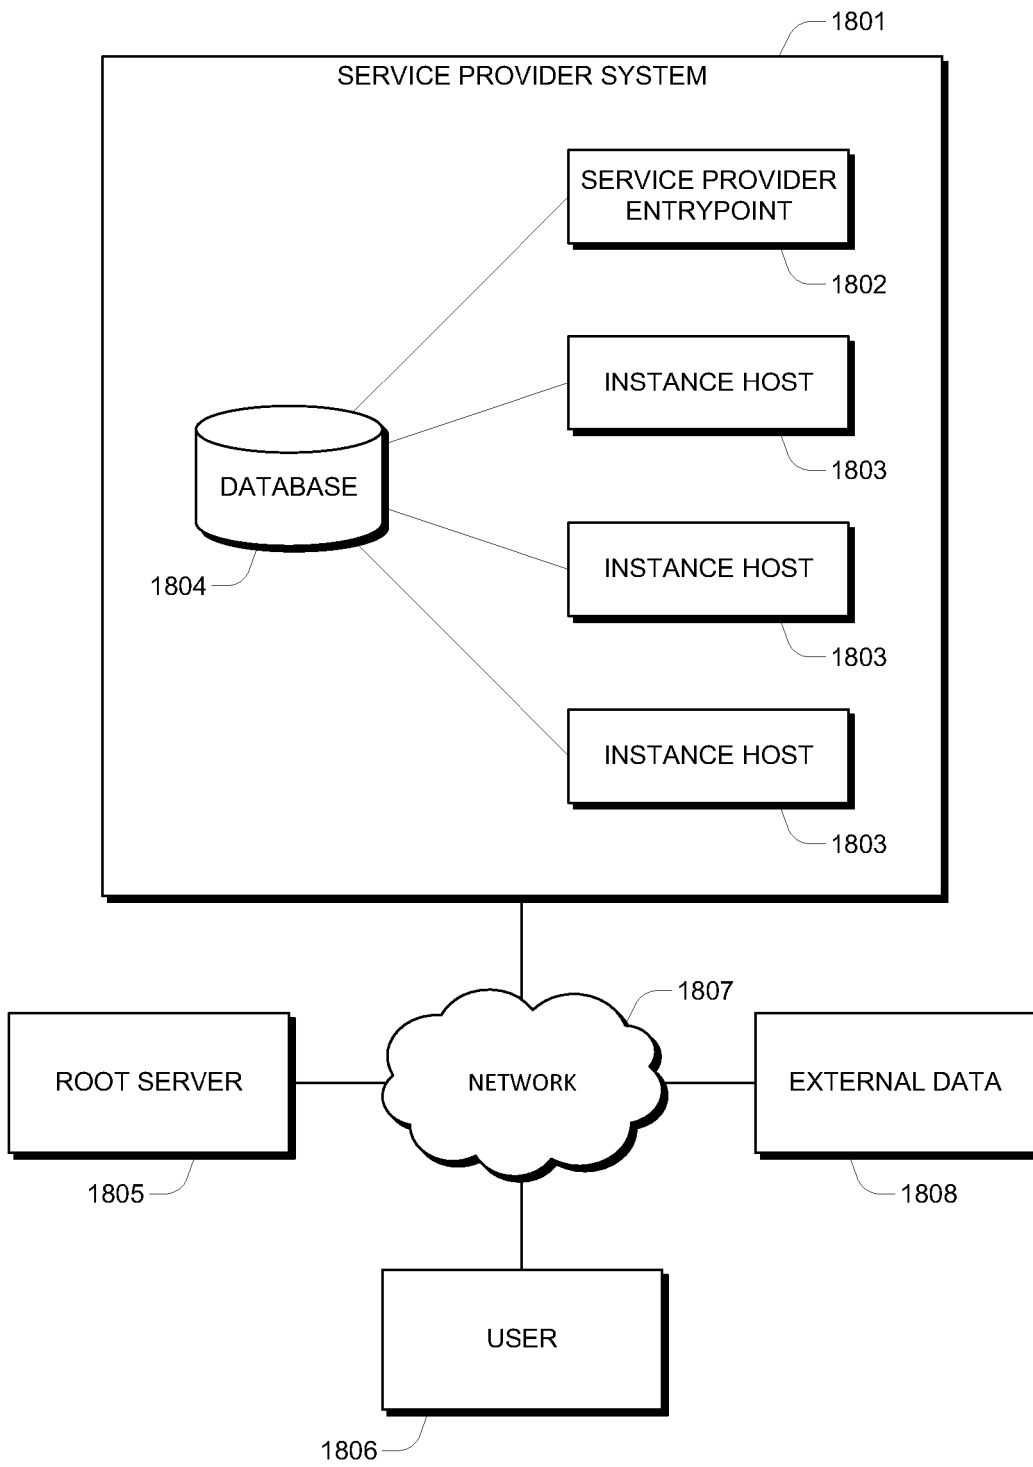 1801
SERVICE PROVIDER SYSTEM
SERVICE PROVIDER
ENTRYPOINT
1802
INSTANCE HOST
1803
DATABASE
1804
INSTANCE HOST
1803
INSTANCE HOST
1803
1807
ROOT SERVER
NETWORK
EXTERNAL DATA
1805
1808
USER
1806